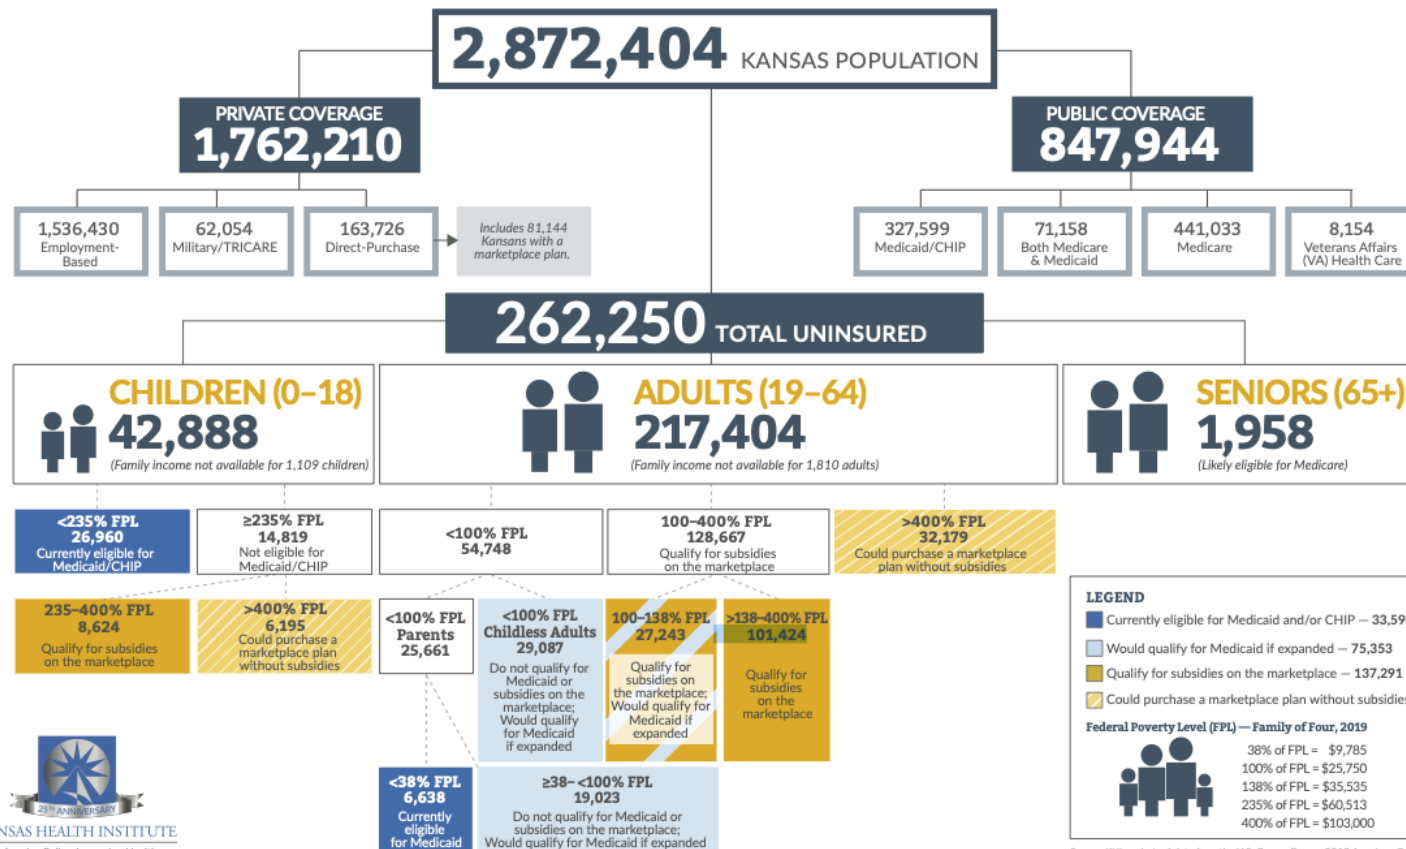 2,872,404 KANSAS POPULATION
PRIVATE COVERAGE
1,762,210
PUBLIC COVERAGE
847,944
1,536,430
Employment-
Based
62,054
Military/TRICARE
163,726
Direct-Purchase
Includes 81,144
Kansans with a
marketplace plan.
327,599
Medicaid/CHIP
71,158
Both Medicare
& Medicaid
441,033
Medicare
8,154
Veterans Affairs
(VA) Health Care
262,250 TOTAL UNINSURED
CHILDREN (0–18)
42,888
(Family income not available for 1,109 children)
ADULTS (19–64)
217,404
(Family income not available for 1,810 adults)
SENIORS (65+)
1,958
(Likely eligible for Medicare)
<235% FPL
26,960
Currently eligible for
Medicaid/CHIP
≥235% FPL
14,819
Not eligible for
Medicaid/CHIP
<100% FPL
54,748
100–400% FPL
128,667
Qualify for subsidies
on the marketplace
>400% FPL
32,179
Could purchase a marketplace
plan without subsidies
235–400% FPL
8,624
Qualify for subsidies
on the marketplace
>400% FPL
6,195
Could purchase a
marketplace plan
without subsidies
<100% FPL
Parents
25,661
<100% FPL
Childless Adults
29,087
Do not qualify for
Medicaid or
subsidies on the
marketplace;
Would qualify
for Medicaid
if expanded
100–138% FPL
27,243
Qualify for
subsidies on
the marketplace;
Would qualify for
Medicaid if
expanded
>138–400% FPL
101,424
Qualify for
subsidies
on the
marketplace
<38% FPL
6,638
Currently
eligible
for Medicaid
≥38–<100% FPL
19,023
Do not qualify for Medicaid or
subsidies on the marketplace;
Would qualify for Medicaid if expanded
LEGEND
Currently eligible for Medicaid and/or CHIP — 33,59
Would qualify for Medicaid if expanded — 75,353
Qualify for subsidies on the marketplace — 137,291
Could purchase a marketplace plan without subsidies
Federal Poverty Level (FPL) — Family of Four, 2019
38% of FPL = $9,785
100% of FPL = $25,750
138% of FPL = $35,535
235% of FPL = $60,513
400% of FPL = $103,000
25TH ANNIVERSARY
NSAS HEALTH INSTITUTE